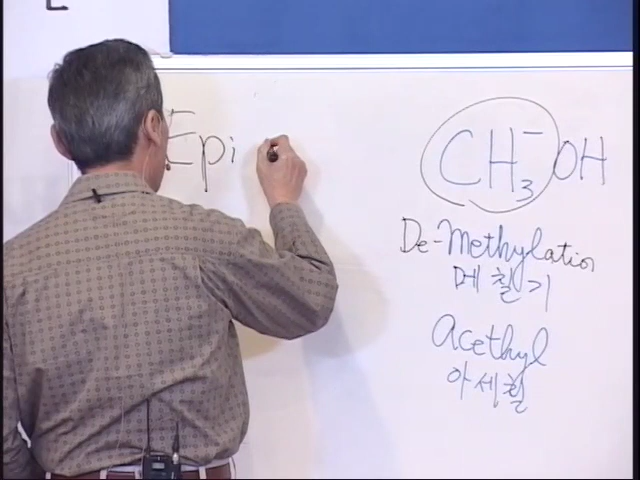 Epi
CH3-OH
De-Methylation
메칠기
Acethyl
아세칠